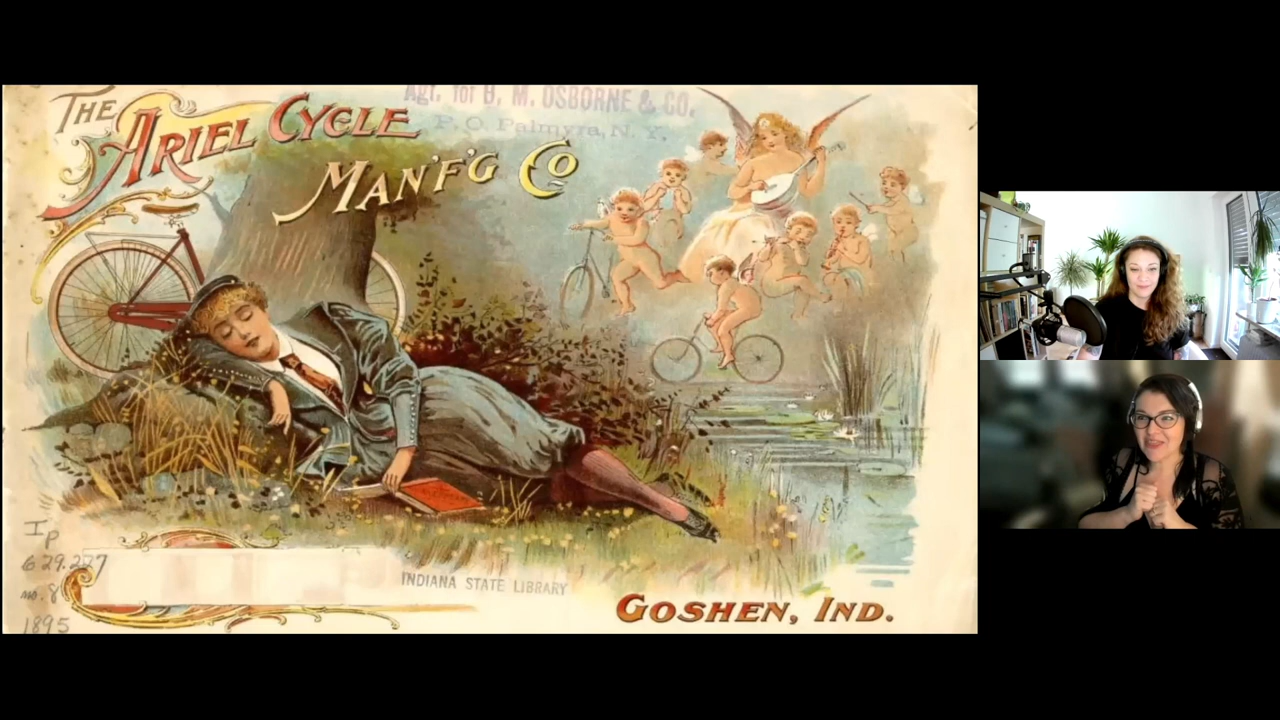 Agt. for B. M. OSBORNE & CO.
P. O. Palmyra, N. Y.
THE
ARIEL CYCLE
MAN'F'G CO
Ip
629.277
no. 8
1895
INDIANA STATE LIBRARY
GOSHEN, IND.